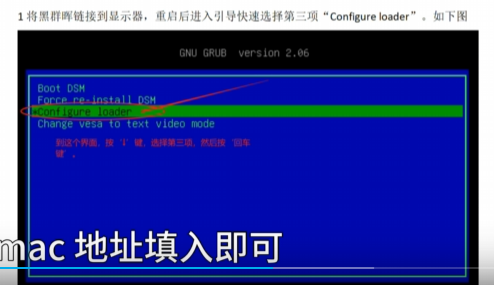 1 将黑群晖链接到显示器，重启后进入引导快速选择第三项“Configure loader”。如下图
GNU GRUB version 2.06
Boot DSM
Force re-install DSM
*Configure loader
Change vesa to text video mode
到这个界面，按‘↓’键，选择第三项，然后按‘回车
键’。
mac 地址填入即可